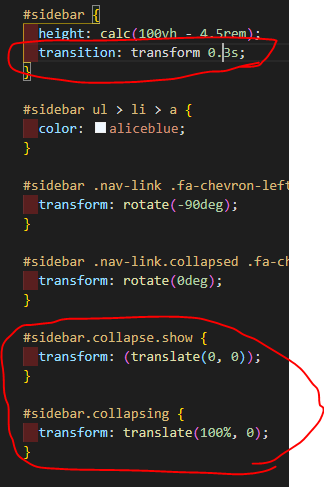 #sidebar {
height: calc(100vh - 4.5rem);
transition: transform 0.3s;
}
#sidebar ul > li > a {
color: aliceblue;
}
#sidebar .nav-link .fa-chevron-left
transform: rotate(-90deg);
}
#sidebar .nav-link.collapsed .fa-ch
transform: rotate(0deg);
}
#sidebar.collapse.show {
transform: (translate(0, 0));
}
#sidebar.collapsing {
transform: translate(100%, 0);
}